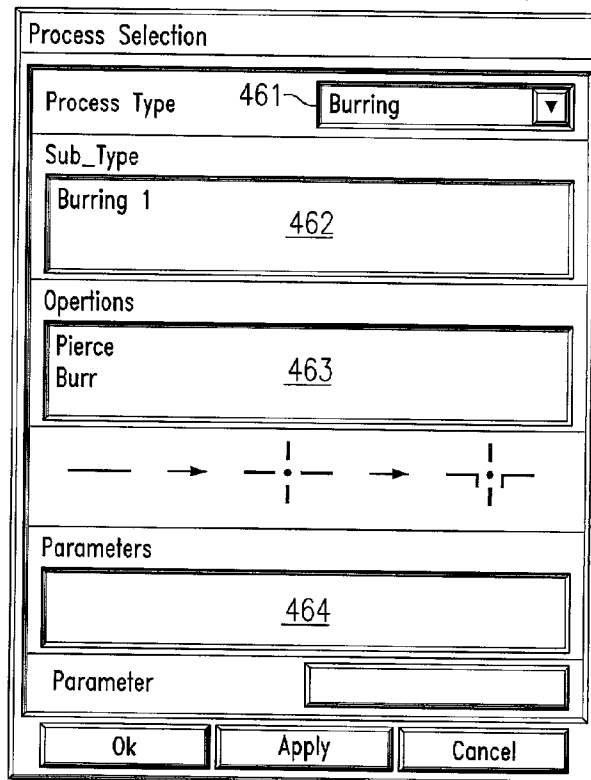 Process Selection
Process Type 461 Burring
Sub_Type
Burring 1
462
Opertions
Pierce
Burr
463
Parameters
464
Parameter
Ok Apply Cancel